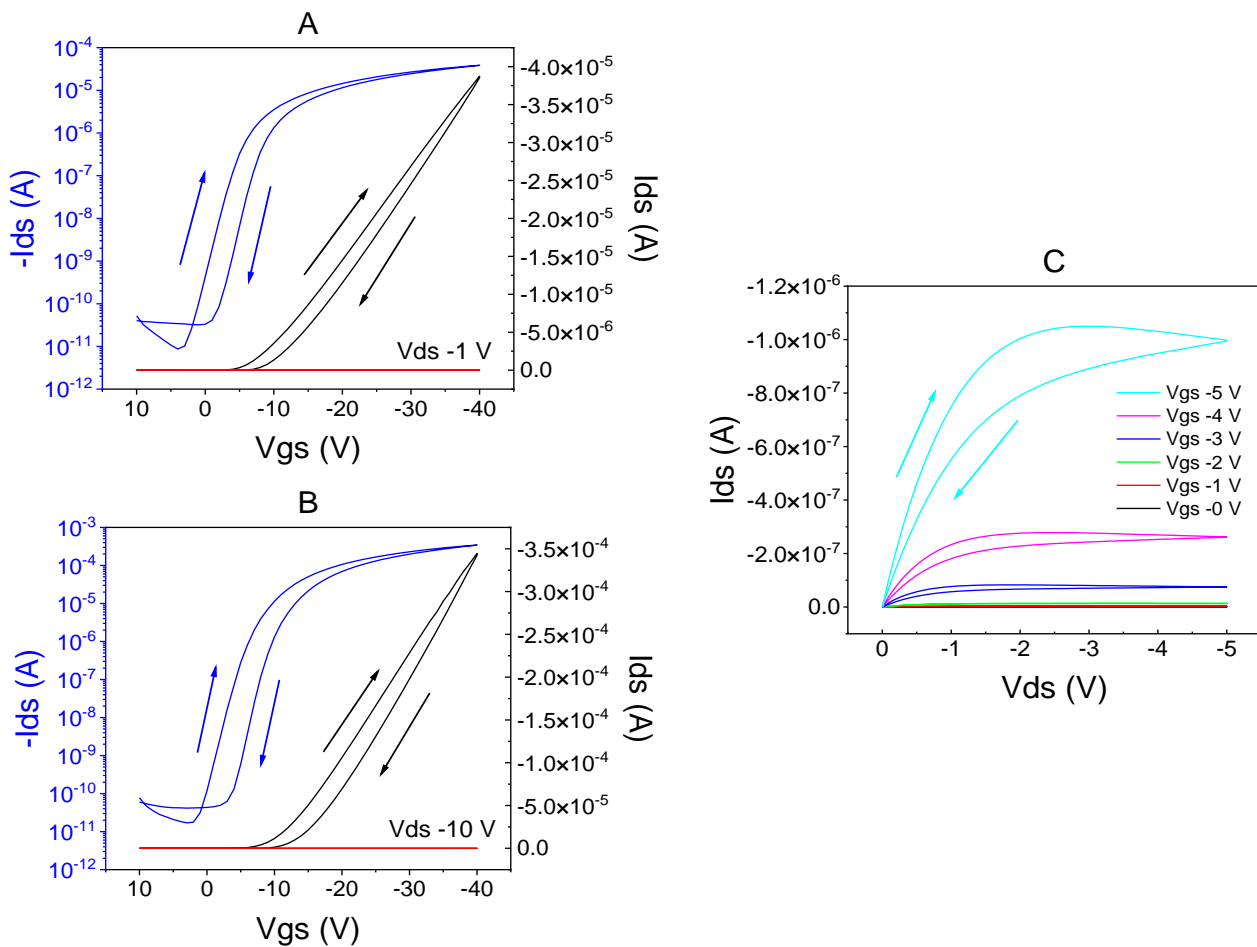 A
-Ids (A)
10⁻⁴
10⁻⁵
10⁻⁶
10⁻⁷
10⁻⁸
10⁻⁹
10⁻¹⁰
10⁻¹¹
10⁻¹²
-4.0×10⁻⁵
-3.5×10⁻⁵
-3.0×10⁻⁵
-2.5×10⁻⁵
-2.0×10⁻⁵
-1.5×10⁻⁵
-1.0×10⁻⁵
-5.0×10⁻⁶
0.0
Ids (A)
Vds -1 V
10 0 -10 -20 -30 -40
Vgs (V)
B
-Ids (A)
10⁻³
10⁻⁴
10⁻⁵
10⁻⁶
10⁻⁷
10⁻⁸
10⁻⁹
10⁻¹⁰
10⁻¹¹
10⁻¹²
-3.5×10⁻⁴
-3.0×10⁻⁴
-2.5×10⁻⁴
-2.0×10⁻⁴
-1.5×10⁻⁴
-1.0×10⁻⁴
-5.0×10⁻⁵
0.0
Ids (A)
Vds -10 V
10 0 -10 -20 -30 -40
Vgs (V)
C
Ids (A)
-1.2×10⁻⁶
-1.0×10⁻⁶
-8.0×10⁻⁷
-6.0×10⁻⁷
-4.0×10⁻⁷
-2.0×10⁻⁷
0.0
Vgs -5 V
Vgs -4 V
Vgs -3 V
Vgs -2 V
Vgs -1 V
Vgs -0 V
0 -1 -2 -3 -4 -5
Vds (V)